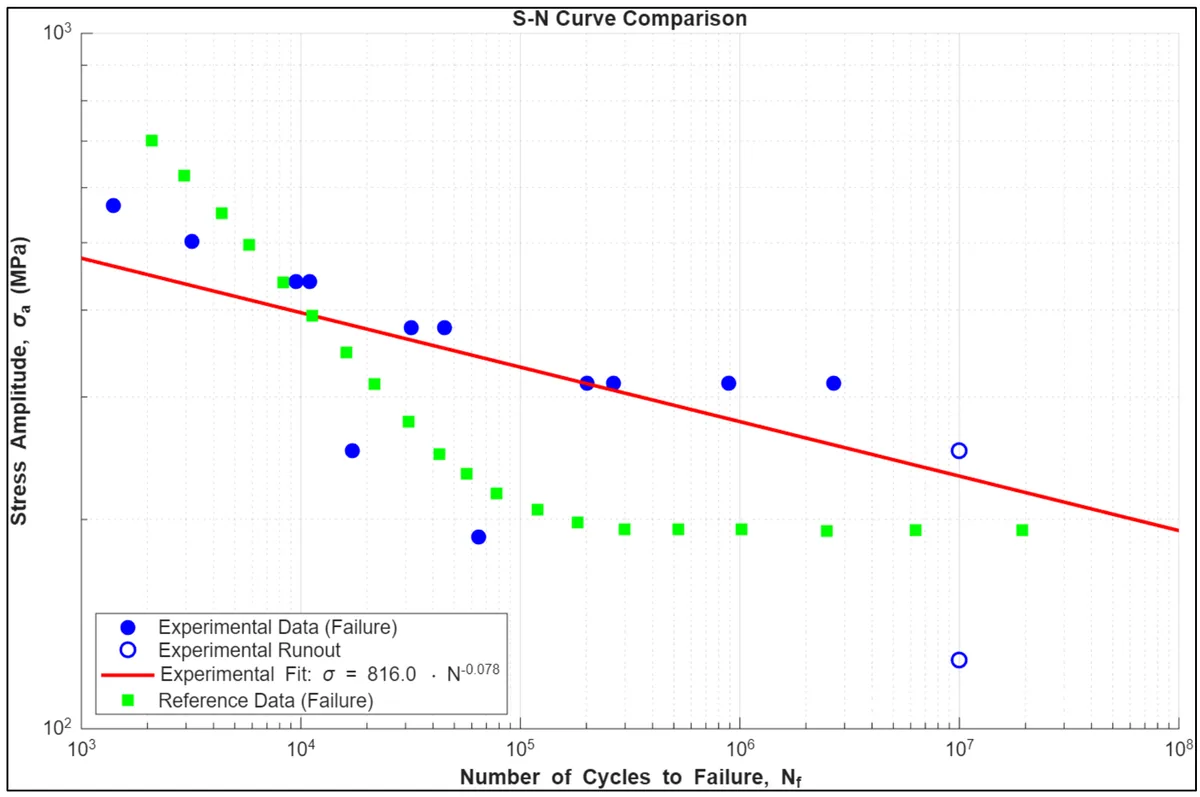 S-N Curve Comparison
10³
10²
Stress Amplitude, σₐ (MPa)
Experimental Data (Failure)
Experimental Runout
Experimental Fit: σ = 816.0 · N⁻⁰·⁰⁷⁸
Reference Data (Failure)
10³ 10⁴ 10⁵ 10⁶ 10⁷ 10⁸
Number of Cycles to Failure, N_f